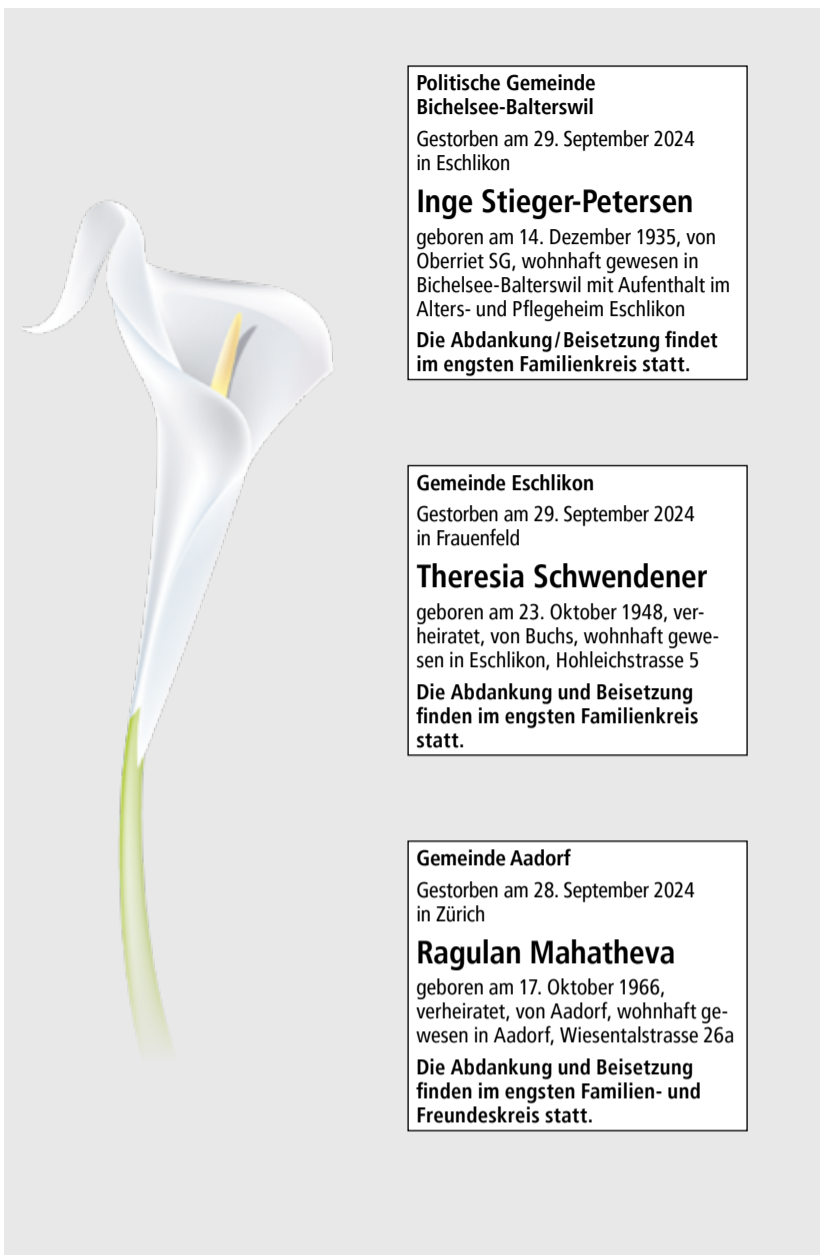 Politische Gemeinde
Bichelsee-Balterswil
Gestorben am 29. September 2024
in Eschlikon
Inge Stieger-Petersen
geboren am 14. Dezember 1935, von
Oberriet SG, wohnhaft gewesen in
Bichelsee-Balterswil mit Aufenthalt im
Alters- und Pflegeheim Eschlikon
Die Abdankung/Beisetzung findet
im engsten Familienkreis statt.
Gemeinde Eschlikon
Gestorben am 29. September 2024
in Frauenfeld
Theresia Schwendener
geboren am 23. Oktober 1948, ver-
heiratet, von Buchs, wohnhaft gewe-
sen in Eschlikon, Hohleichstrasse 5
Die Abdankung und Beisetzung
finden im engsten Familienkreis
statt.
Gemeinde Aadorf
Gestorben am 28. September 2024
in Zürich
Ragulan Mahatheva
geboren am 17. Oktober 1966,
verheiratet, von Aadorf, wohnhaft ge-
wesen in Aadorf, Wiesentalstrasse 26a
Die Abdankung und Beisetzung
finden im engsten Familien- und
Freundeskreis statt.